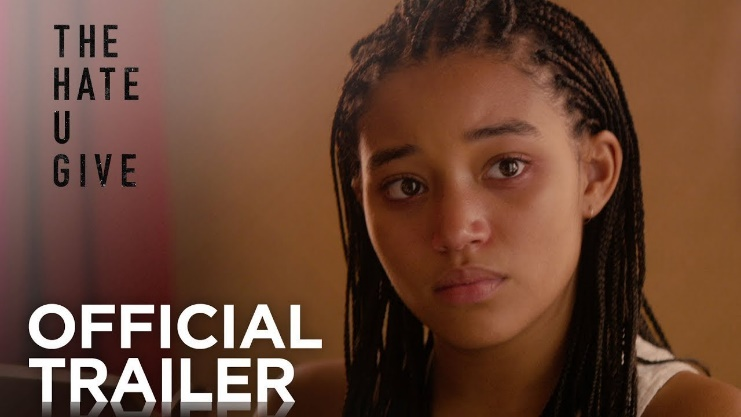 THE
HATE
U
GIVE
OFFICIAL
TRAILER